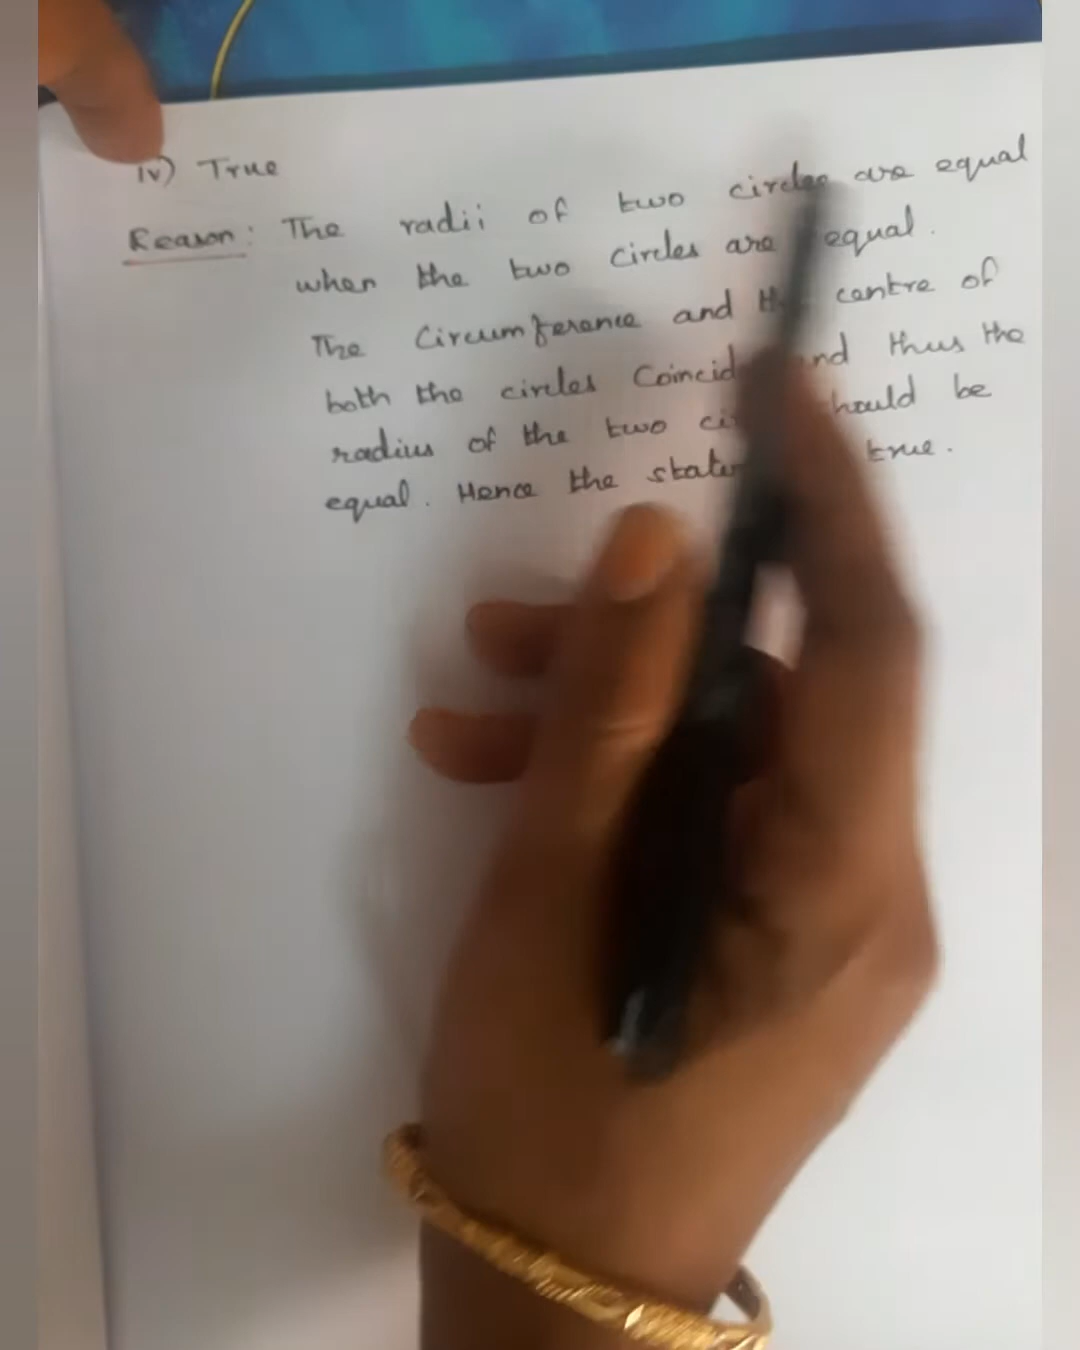 iv) True
Reason: The radii of two circles are equal
when the two circles are equal.
The Circumference and centre of
both the circles and thus the
radius of the two should be
equal. Hence the true.